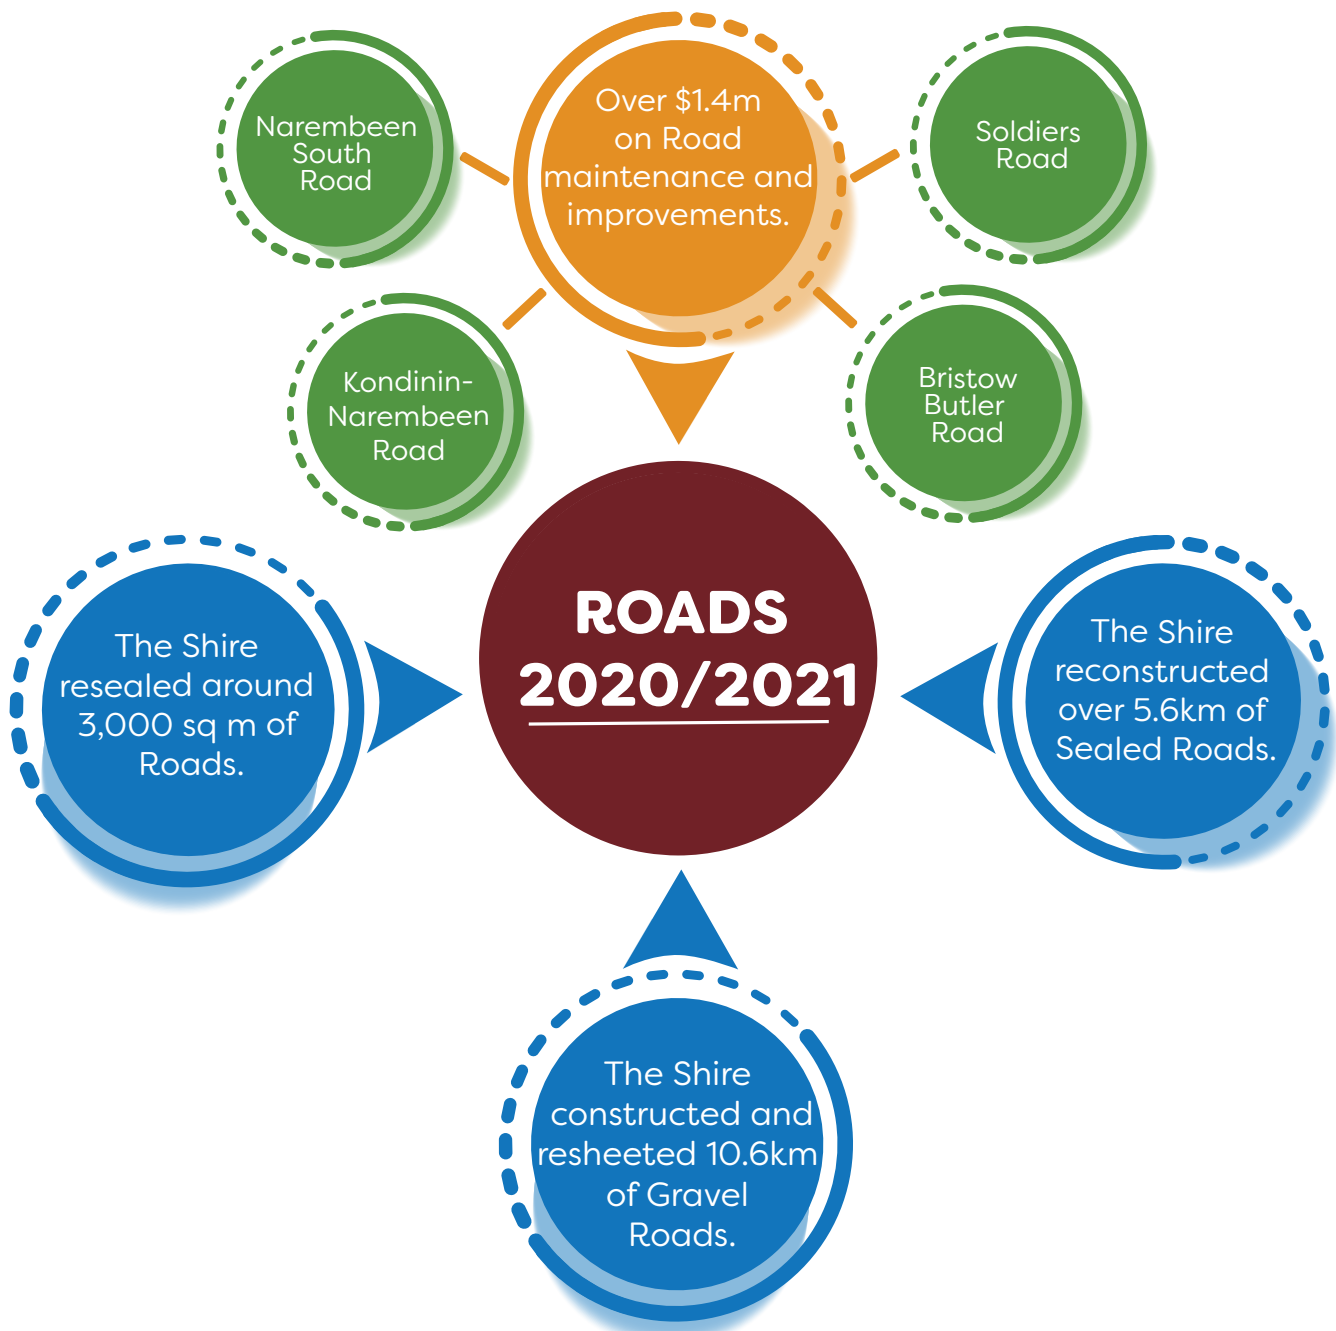 Narembeen
South
Road
Over $1.4m
on Road
maintenance and
improvements.
Soldiers
Road
Kondinin-
Narembeen
Road
Bristow
Butler
Road
ROADS
2020/2021
The Shire
resealed around
3,000 sq m of
Roads.
The Shire
reconstructed
over 5.6km of
Sealed Roads.
The Shire
constructed and
resheeted 10.6km
of Gravel
Roads.